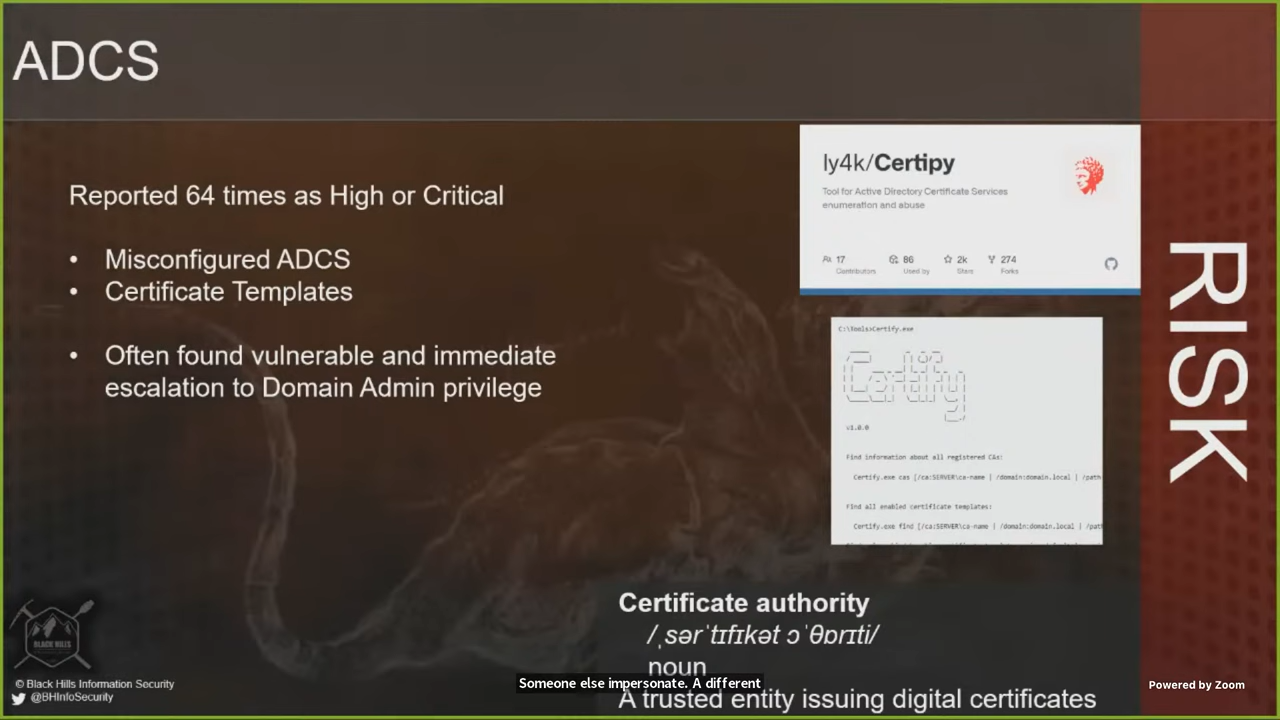 ADCS
Reported 64 times as High or Critical
• Misconfigured ADCS
• Certificate Templates
• Often found vulnerable and immediate
escalation to Domain Admin privilege
ly4k/Certipy
Tool for Active Directory Certificate Services
enumeration and abuse
17
Contributors
86
Used by
2k
Stars
274
Forks
C:\Tools>Certify.exe
Certify
v1.0.0
Find information about all registered CAs:
Certify.exe cas [/ca:SERVER\ca-name | /domain:domain.local | /path
Find all enabled certificate templates:
Certify.exe find [/ca:SERVER\ca-name | /domain:domain.local | /path
RISK
Certificate authority
/ˌsərˈtɪfɪkət ɔˈθɒrɪti/
noun
A trusted entity issuing digital certificates
Someone else impersonate. A different
BLACK HILLS
© Black Hills Information Security
@BHInfoSecurity
Powered by Zoom